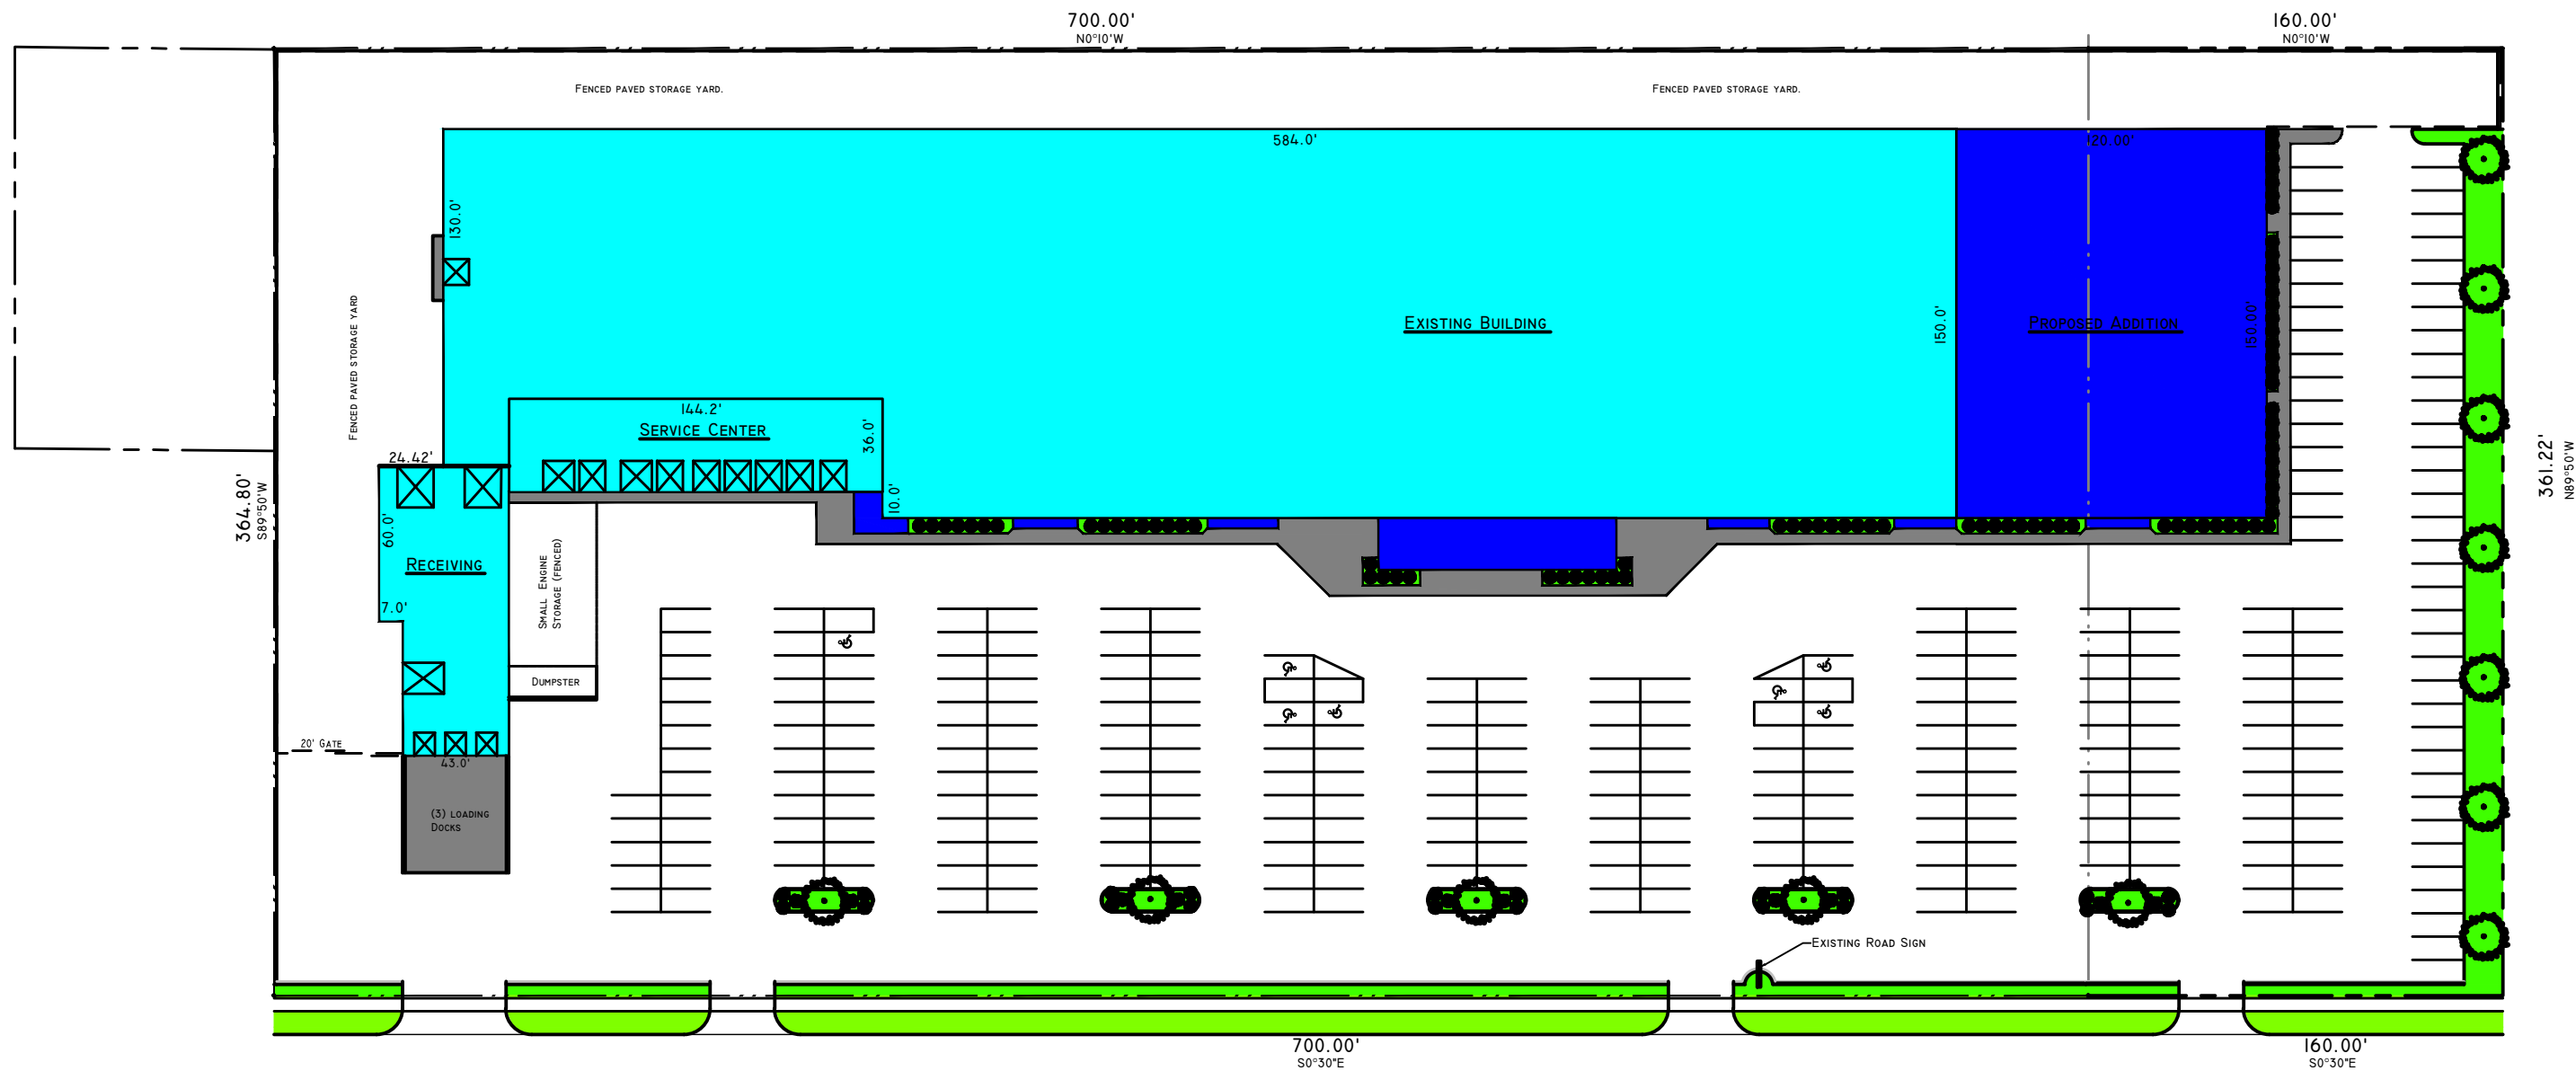 700.00'
N0°10'W
160.00'
N0°10'W
FENCED PAVED STORAGE YARD.
FENCED PAVED STORAGE YARD.
584.0'
120.00'
130.0'
FENCED PAVED STORAGE YARD
EXISTING BUILDING
150.0'
PROPOSED ADDITION
150.00'
144.2'
SERVICE CENTER
36.0'
10.0'
24.42'
364.80'
S89°50'W
361.22'
N89°50'W
60.0'
RECEIVING
7.0'
SMALL ENGINE
STORAGE (FENCED)
DUMPSTER
20' GATE
43.0'
(3) LOADING
DOCKS
EXISTING ROAD SIGN
700.00'
S0°30"E
160.00'
S0°30"E